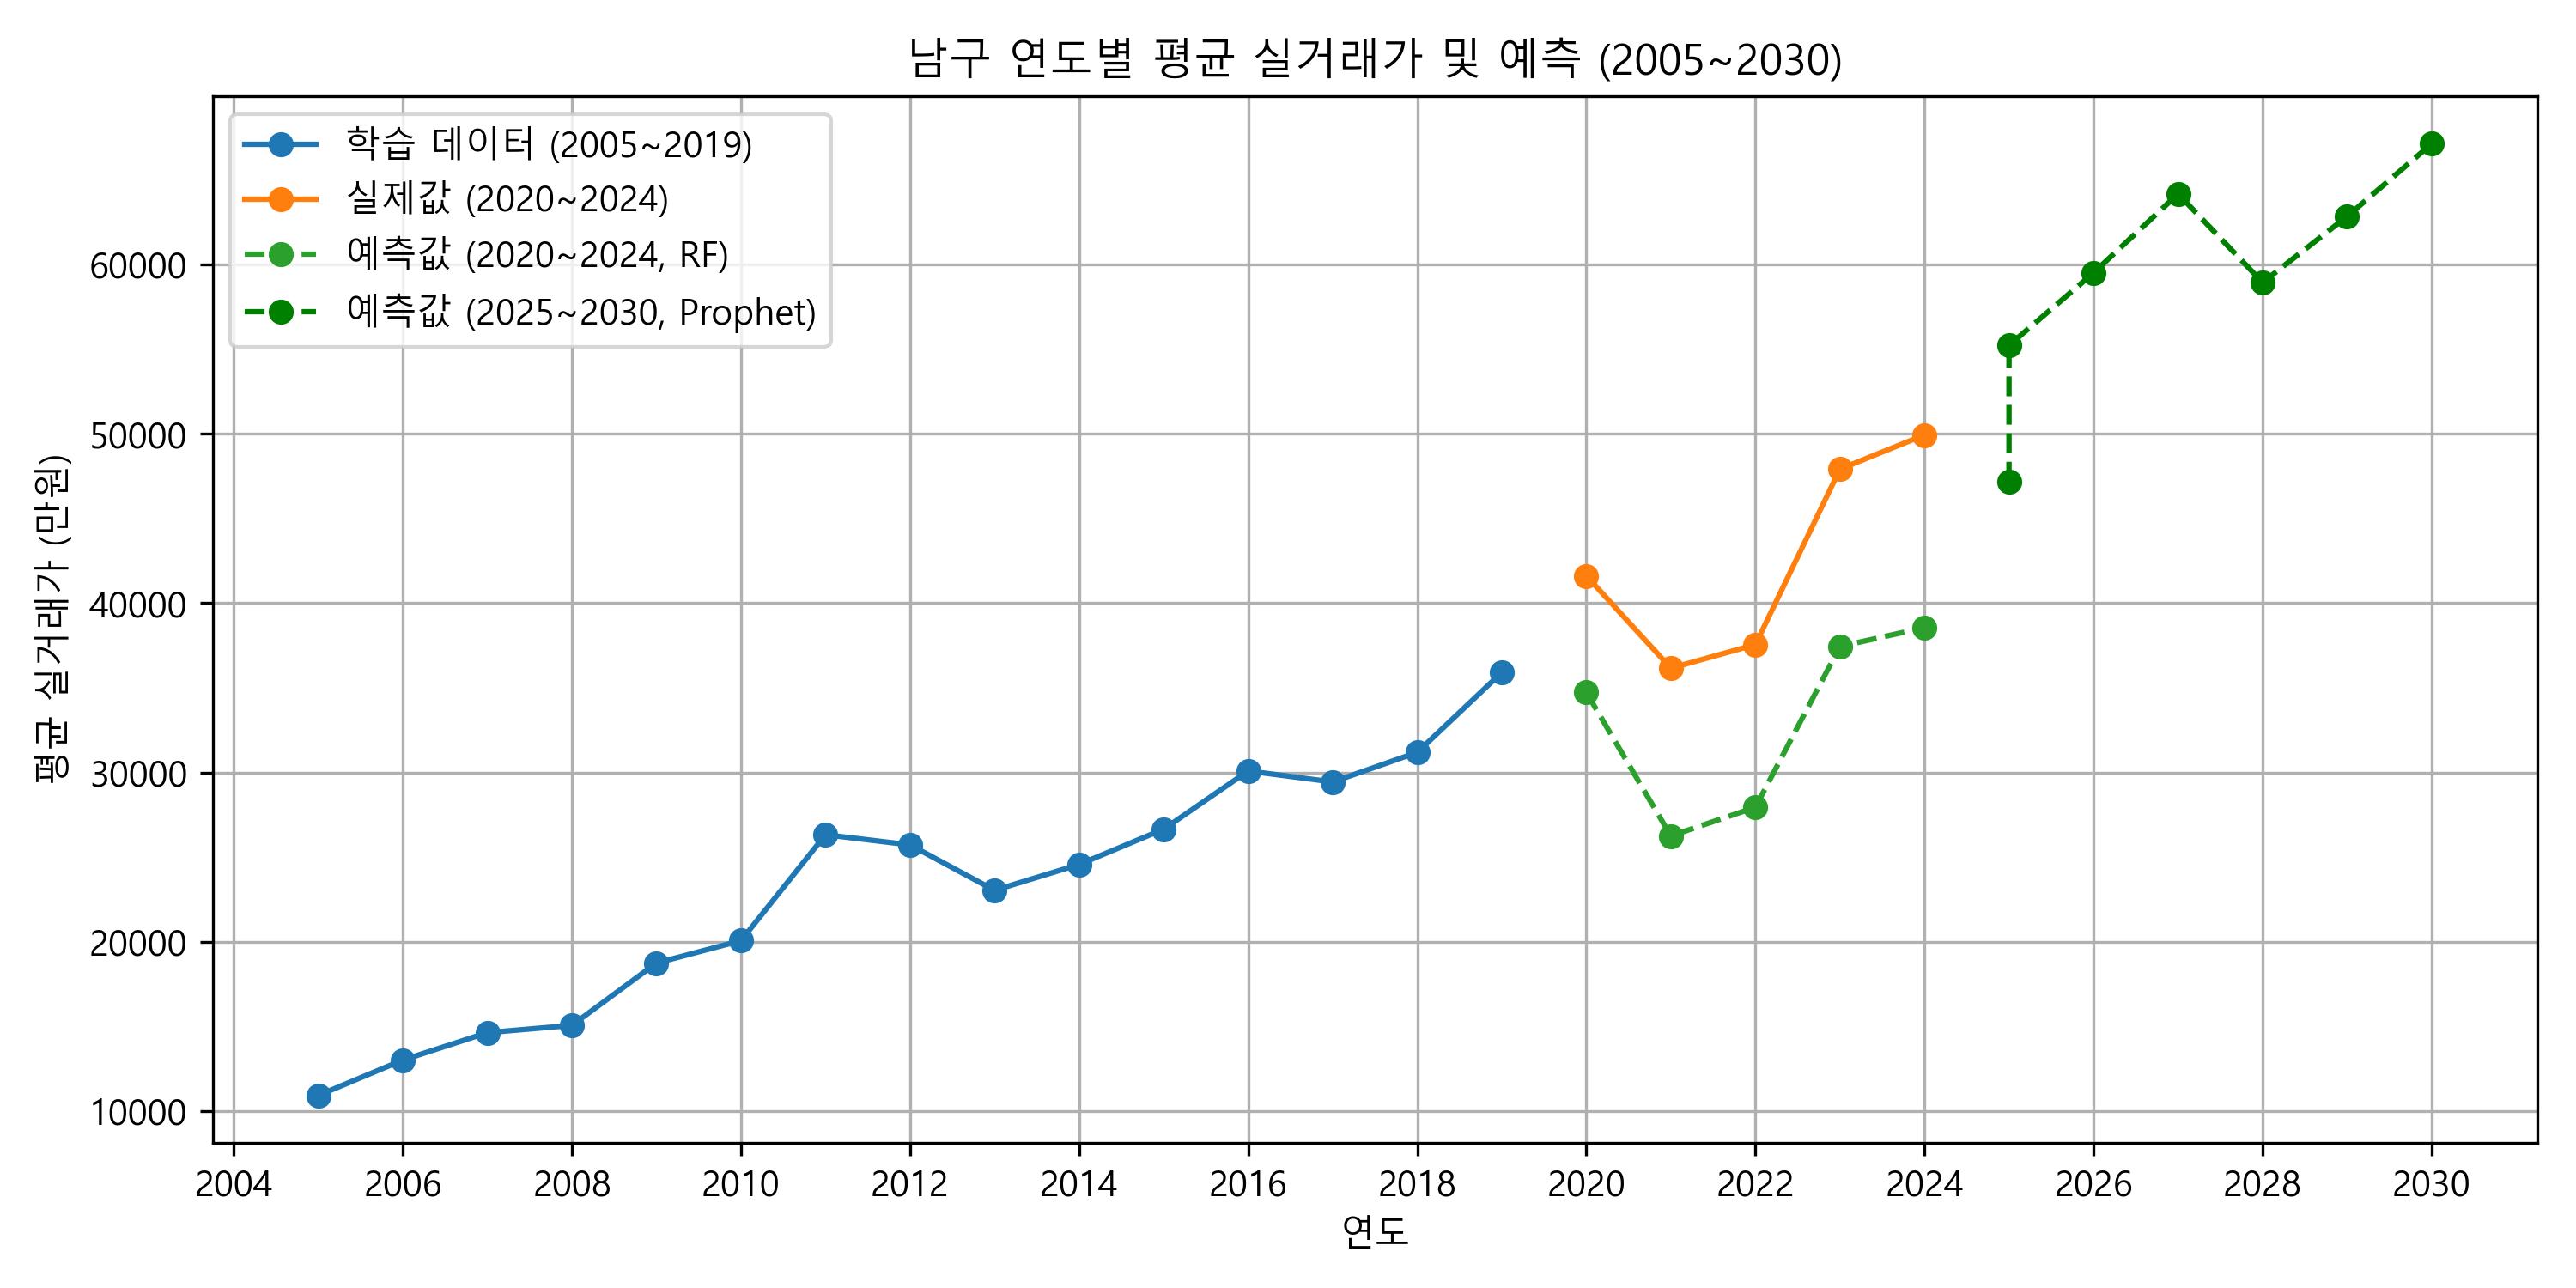 남구 연도별 평균 실거래가 및 예측 (2005~2030)
학습 데이터 (2005~2019)
실제값 (2020~2024)
예측값 (2020~2024, RF)
예측값 (2025~2030, Prophet)
평균 실거래가 (만원)
60000
50000
40000
30000
20000
10000
2004 2006 2008 2010 2012 2014 2016 2018 2020 2022 2024 2026 2028 2030
연도